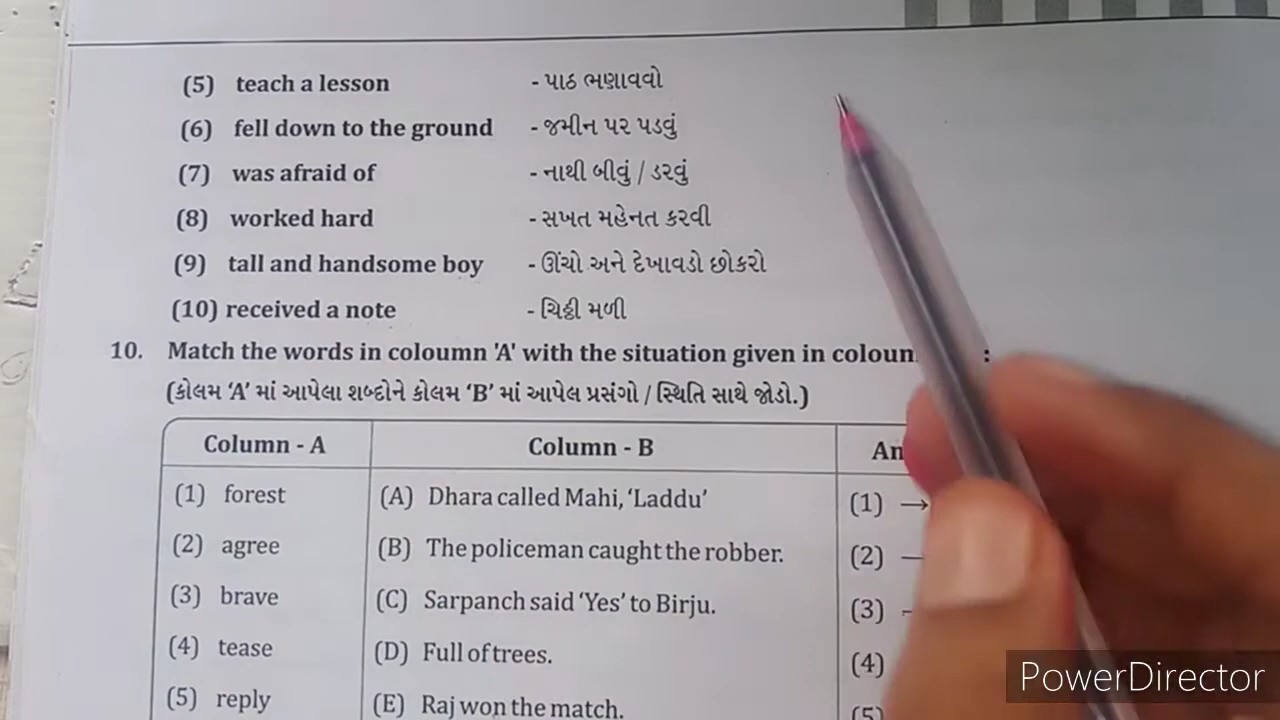 (5) teach a lesson - પાઠ ભણાવવો
(6) fell down to the ground - જમીન પર પડવું
(7) was afraid of - નાથી બીવું / ડરવું
(8) worked hard - સખત મહેનત કરવી
(9) tall and handsome boy - ઊંચો અને દેખાવડો છોકરો
(10) received a note - ચિઠ્ઠી મળી
10. Match the words in coloumn 'A' with the situation given in :
(કોલમ ‘A’ માં આપેલા શબ્દોને કોલમ ‘B’ માં આપેલ પ્રસંગો / સ્થિતિ સાથે જોડો.)
Column - A Column - B
(1) forest (A) Dhara called Mahi, ‘Laddu’ (1) →
(2) agree (B) The policeman caught the robber. (2)
(3) brave (C) Sarpanch said ‘Yes’ to Birju. (3)
(4) tease (D) Full of trees. (4)
(5) reply (E) Raj won the match. (5)
PowerDirector